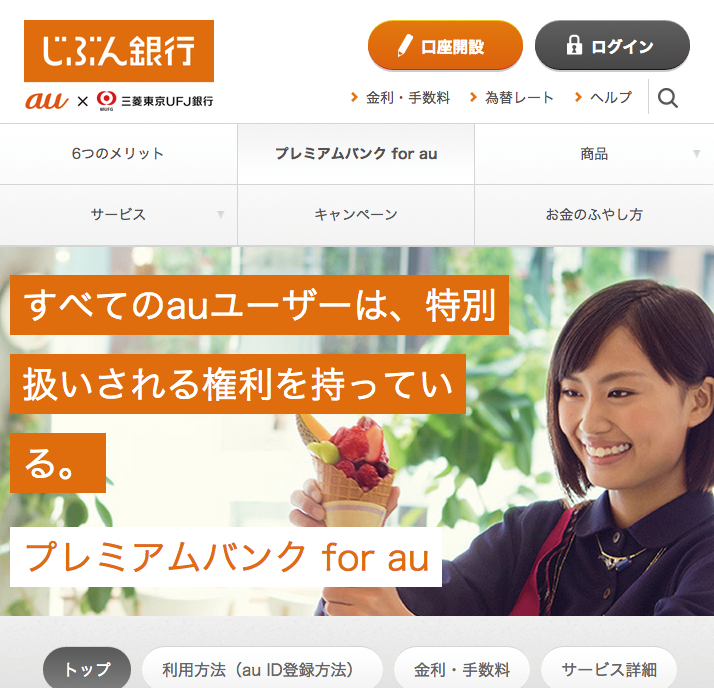 じぶん銀行
口座開設
ログイン
au × MUFG 三菱東京UFJ銀行
金利・手数料
為替レート
ヘルプ
6つのメリット
プレミアムバンク for au
商品
サービス
キャンペーン
お金のふやし方
すべてのauユーザーは、特別
扱いされる権利を持ってい
る。
プレミアムバンク for au
トップ
利用方法（au ID登録方法）
金利・手数料
サービス詳細